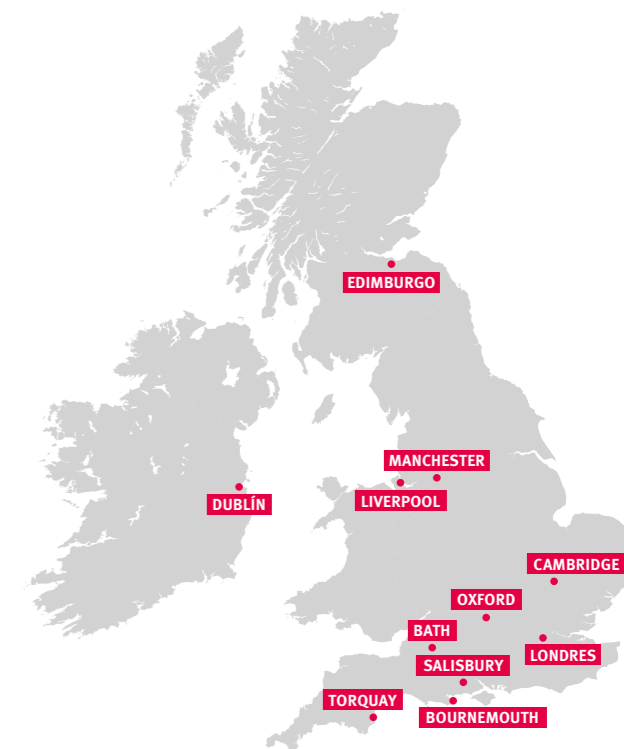 EDIMBURGO
MANCHESTER
LIVERPOOL
DUBLÍN
CAMBRIDGE
OXFORD
BATH
LONDRES
SALISBURY
TORQUAY
BOURNEMOUTH